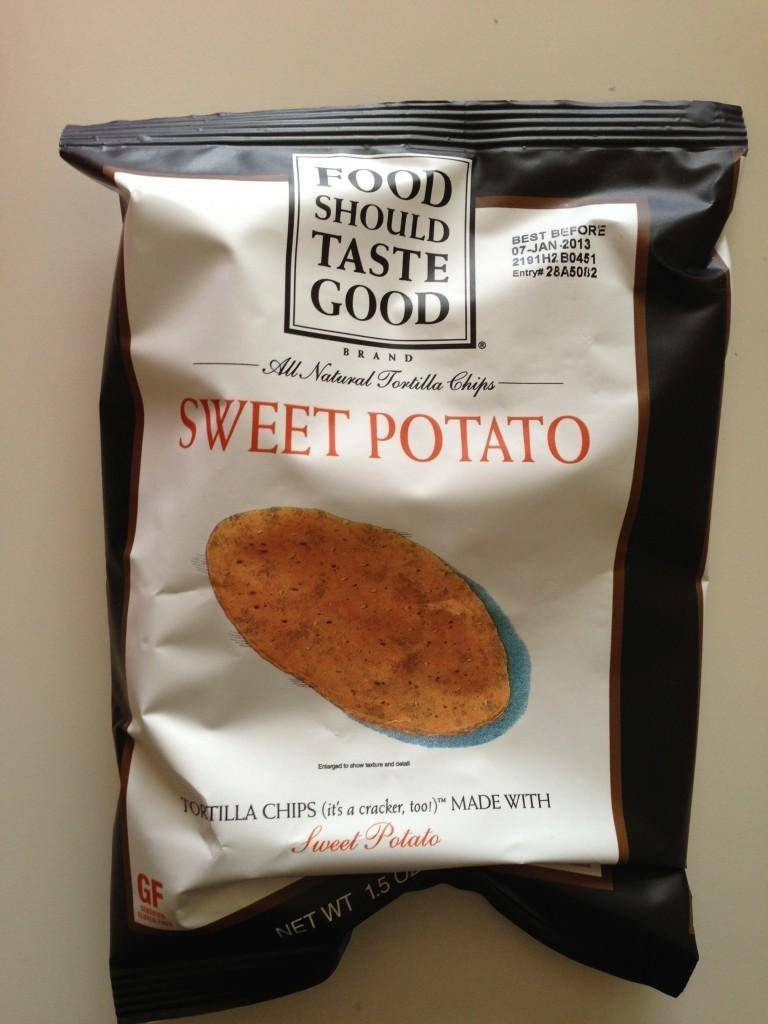 FOOD
SHOULD
TASTE
GOOD
®
BRAND
BEST BEFORE
07-JAN-2013
2191H2 B0451
Entry# 28A5082
All Natural Tortilla Chips
SWEET POTATO
Enlarged to show texture and detail
TORTILLA CHIPS (it's a cracker, too!)™ MADE WITH
Sweet Potato
GF
NET WT 1.5